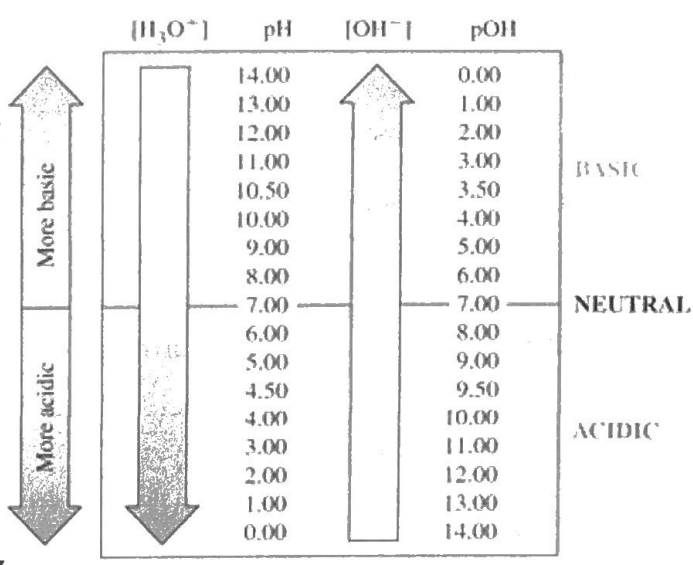 [H₃O⁺] pH [OH⁻] pOH
14.00 0.00
13.00 1.00
12.00 2.00
11.00 3.00
BASIC
10.50 3.50
10.00 4.00
9.00 5.00
8.00 6.00
More basic
7.00 7.00 NEUTRAL
6.00 8.00
5.00 9.00
4.50 9.50
4.00 10.00
ACIDIC
3.00 11.00
2.00 12.00
1.00 13.00
0.00 14.00
More acidic